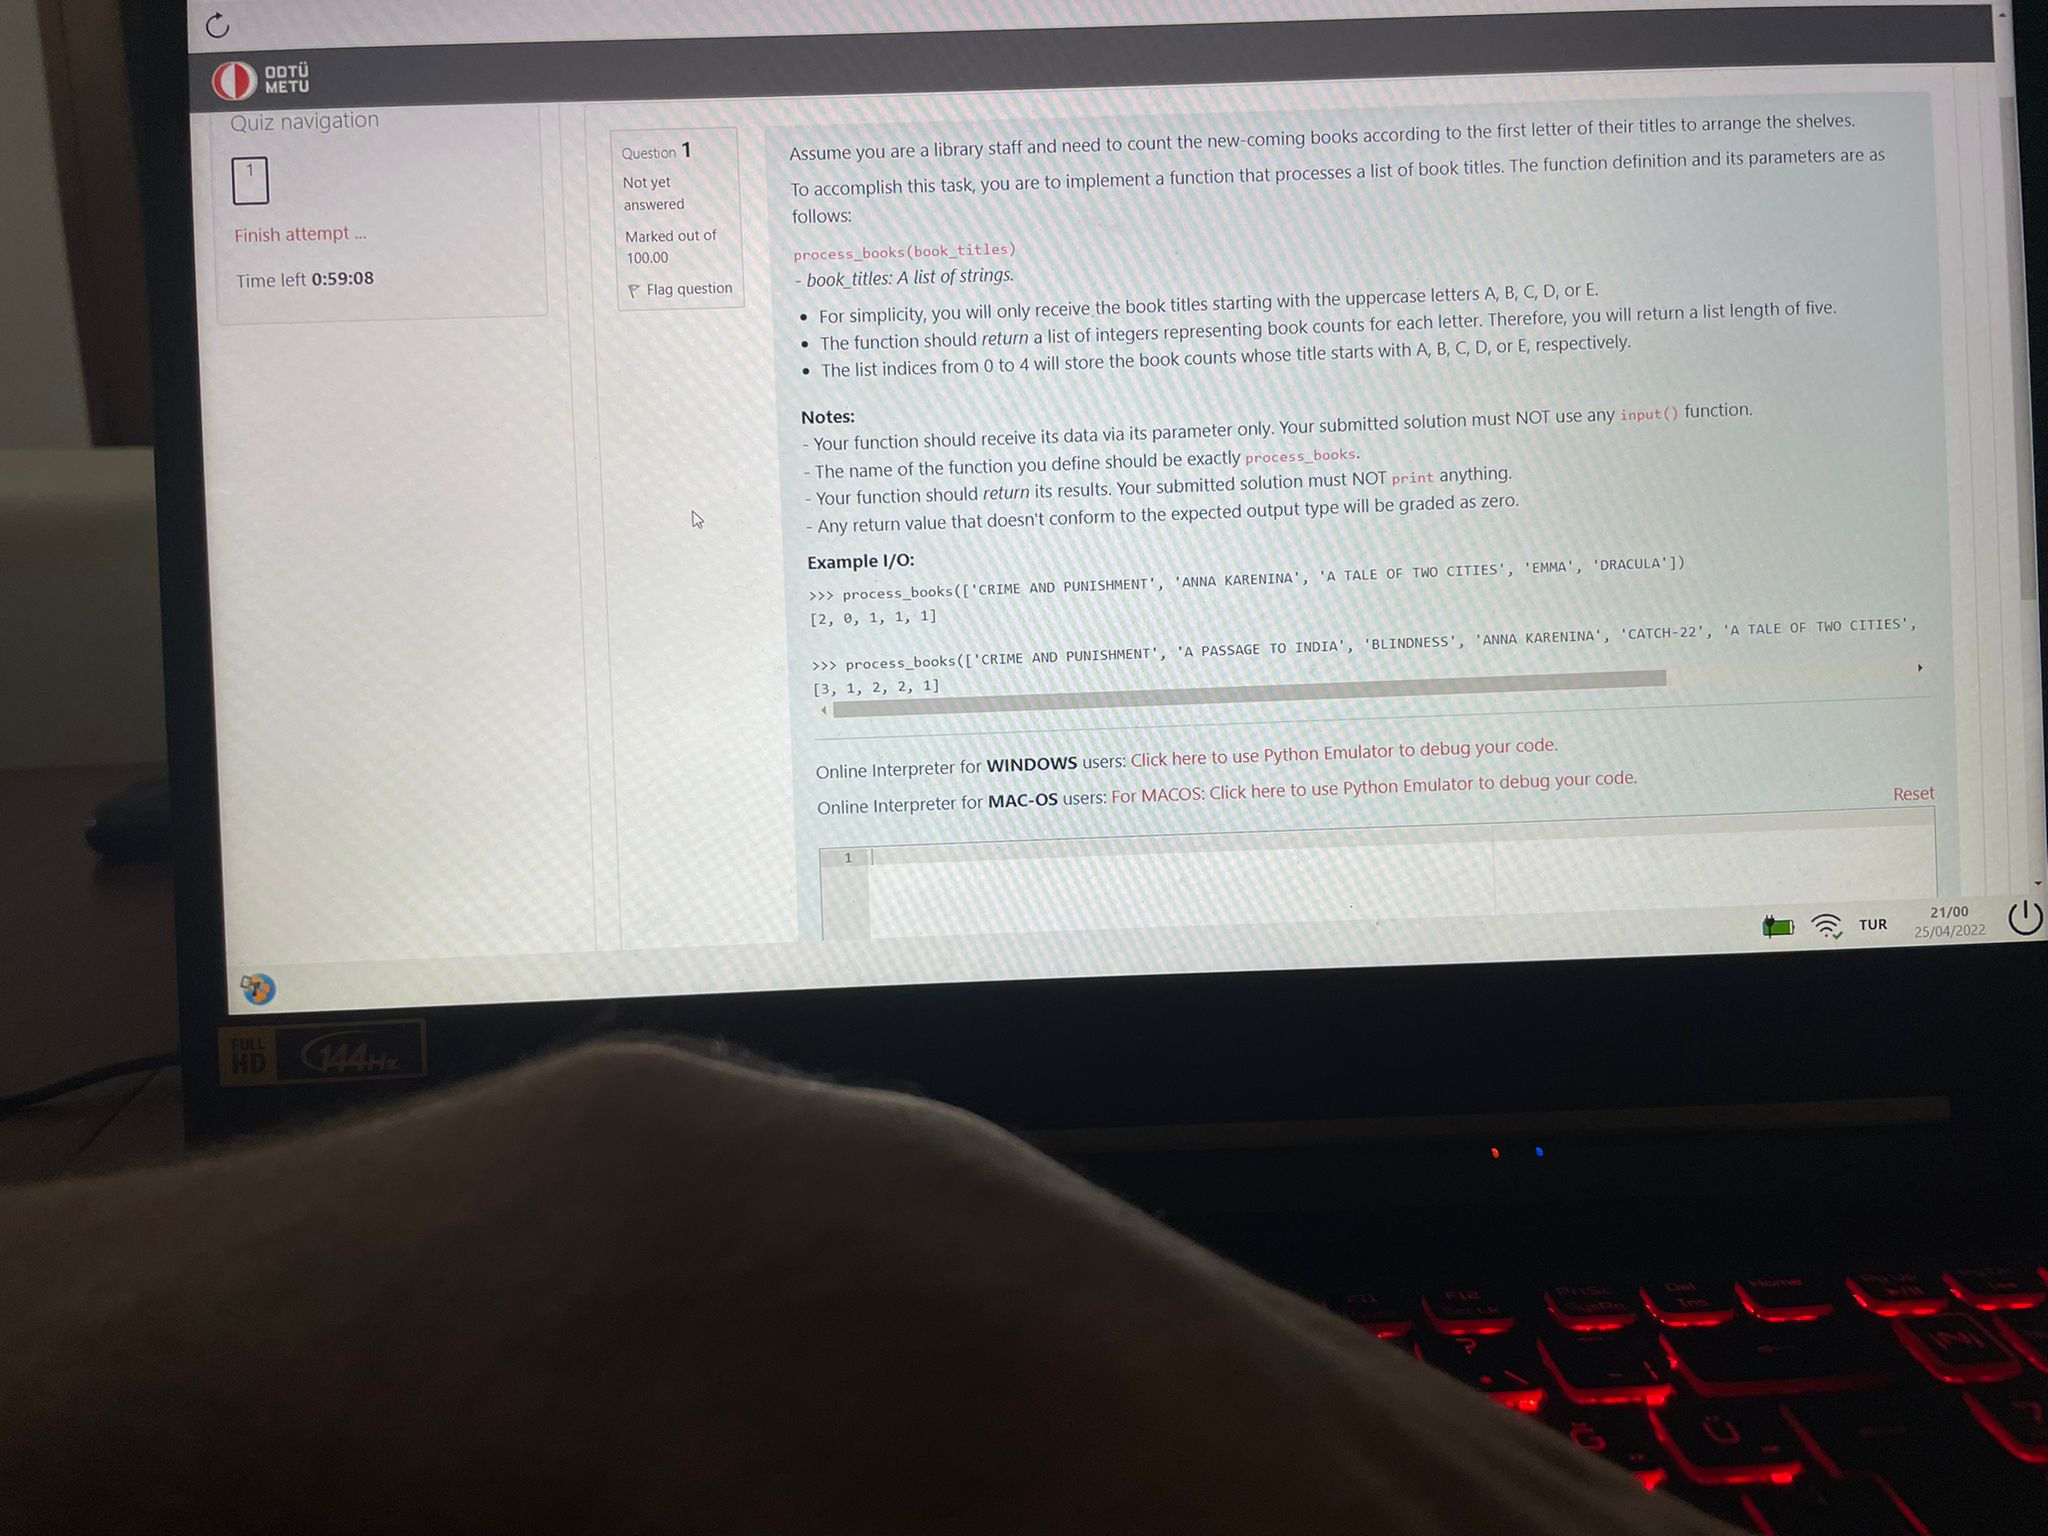 ODTÜ
METU
Quiz navigation
1
Finish attempt ...
Time left 0:59:08
Question 1
Not yet
answered
Marked out of
100.00
Flag question
Assume you are a library staff and need to count the new-coming books according to the first letter of their titles to arrange the shelves.
To accomplish this task, you are to implement a function that processes a list of book titles. The function definition and its parameters are as
follows:
process_books(book_titles)
- book_titles: A list of strings.
• For simplicity, you will only receive the book titles starting with the uppercase letters A, B, C, D, or E.
• The function should return a list of integers representing book counts for each letter. Therefore, you will return a list length of five.
• The list indices from 0 to 4 will store the book counts whose title starts with A, B, C, D, or E, respectively.
Notes:
- Your function should receive its data via its parameter only. Your submitted solution must NOT use any input() function.
- The name of the function you define should be exactly process_books.
- Your function should return its results. Your submitted solution must NOT print anything.
- Any return value that doesn't conform to the expected output type will be graded as zero.
Example I/O:
>>> process_books(['CRIME AND PUNISHMENT', 'ANNA KARENINA', 'A TALE OF TWO CITIES', 'EMMA', 'DRACULA'])
[2, 0, 1, 1, 1]
>>> process_books(['CRIME AND PUNISHMENT', 'A PASSAGE TO INDIA', 'BLINDNESS', 'ANNA KARENINA', 'CATCH-22', 'A TALE OF TWO CITIES',
[3, 1, 2, 2, 1]
Online Interpreter for WINDOWS users: Click here to use Python Emulator to debug your code.
Online Interpreter for MAC-OS users: For MACOS: Click here to use Python Emulator to debug your code.
Reset
1
TUR
21/00
25/04/2022
FULL
HD
144Hz
F11
F12
ScrLk
PrtSc
SysRq
Del
Ins
Home
?
*
\
-
Ğ
Ü